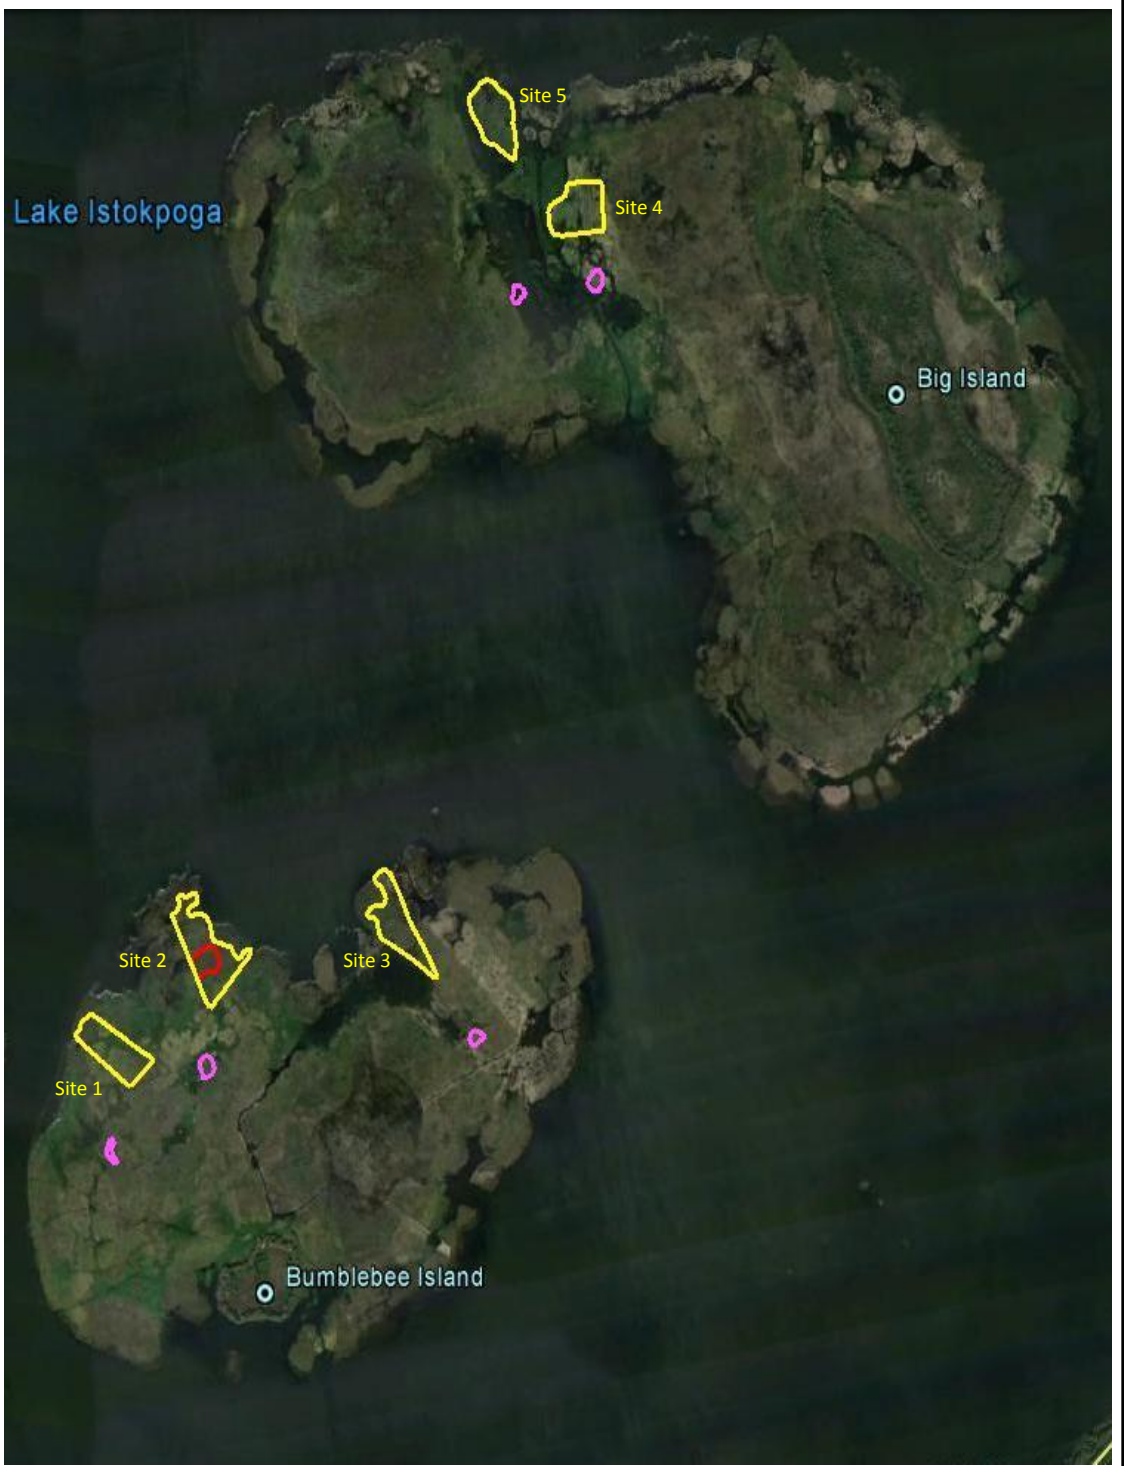 Site 5
Site 4
Lake Istokpoga
Big Island
Site 2
Site 3
Site 1
Bumblebee Island